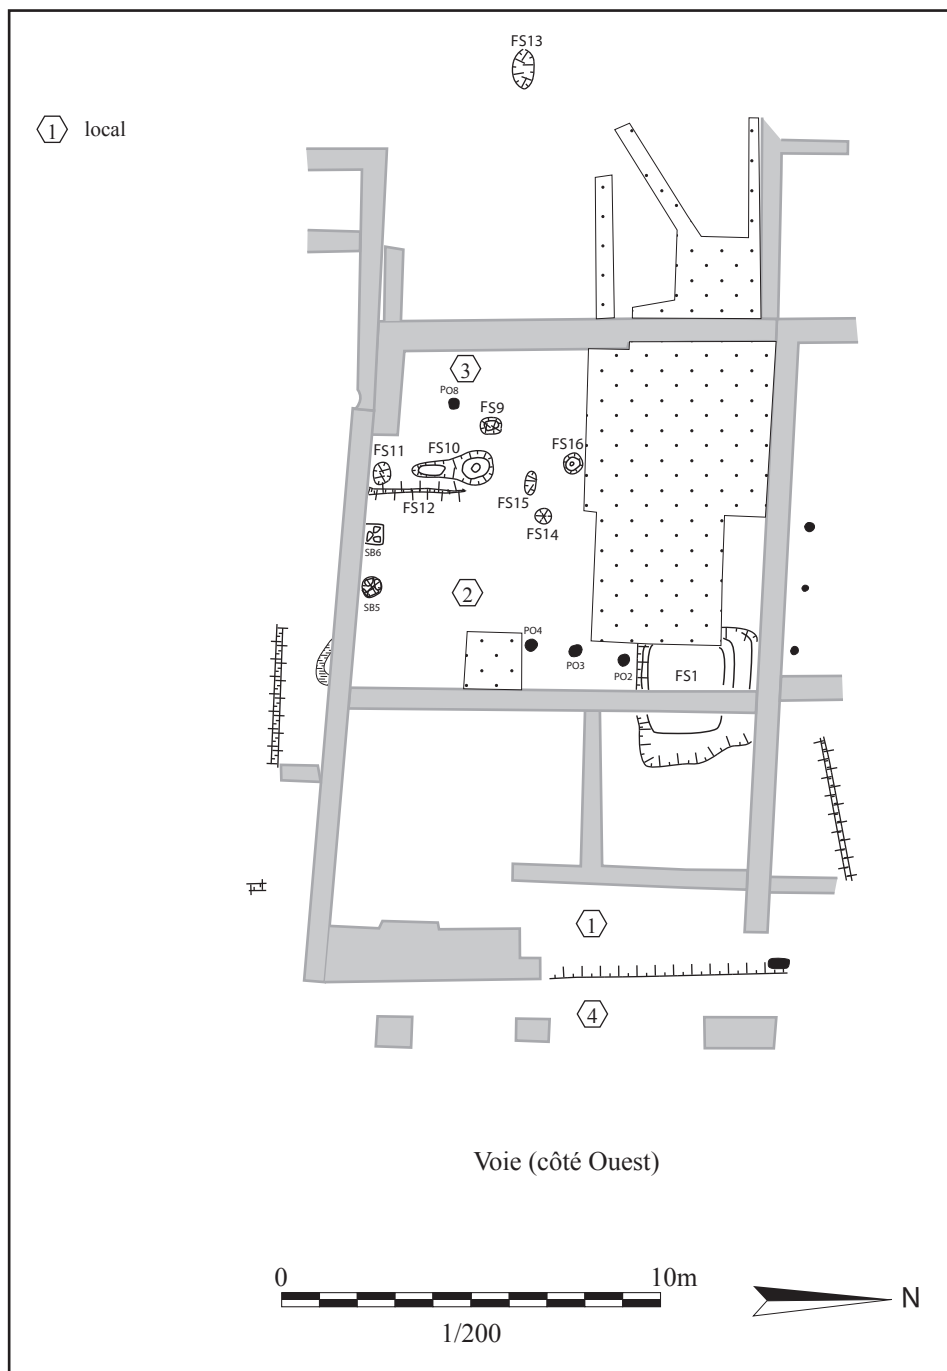 FS13
1 local
3
PO8
FS9
FS11 FS10 FS16
FS12 FS15
FS14
SB6
2
SB5
PO4
PO3
PO2
FS1
1
4
Voie (côté Ouest)
0 10m
1/200
N